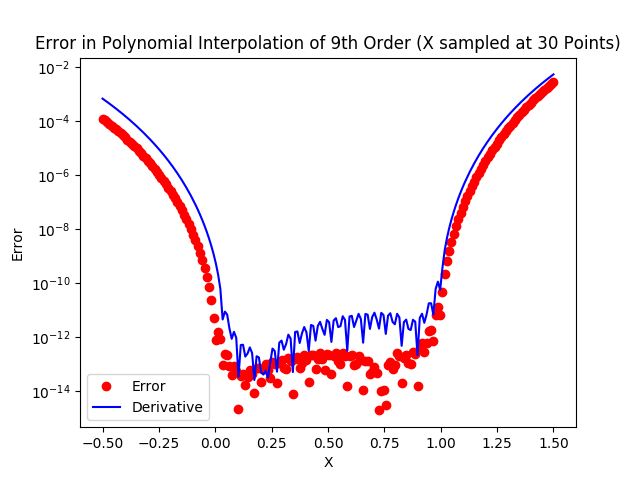 Error in Polynomial Interpolation of 9th Order (X sampled at 30 Points)
10⁻²
10⁻⁴
10⁻⁶
10⁻⁸
10⁻¹⁰
10⁻¹²
10⁻¹⁴
Error
Error
Derivative
−0.50 −0.25 0.00 0.25 0.50 0.75 1.00 1.25 1.50
X